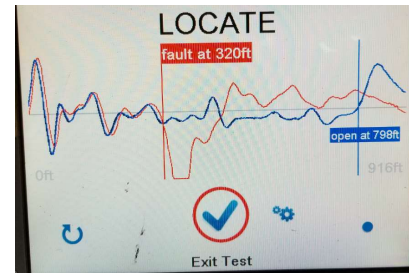 LOCATE
fault at 320ft
open at 798ft
0ft
916ft
Exit Test